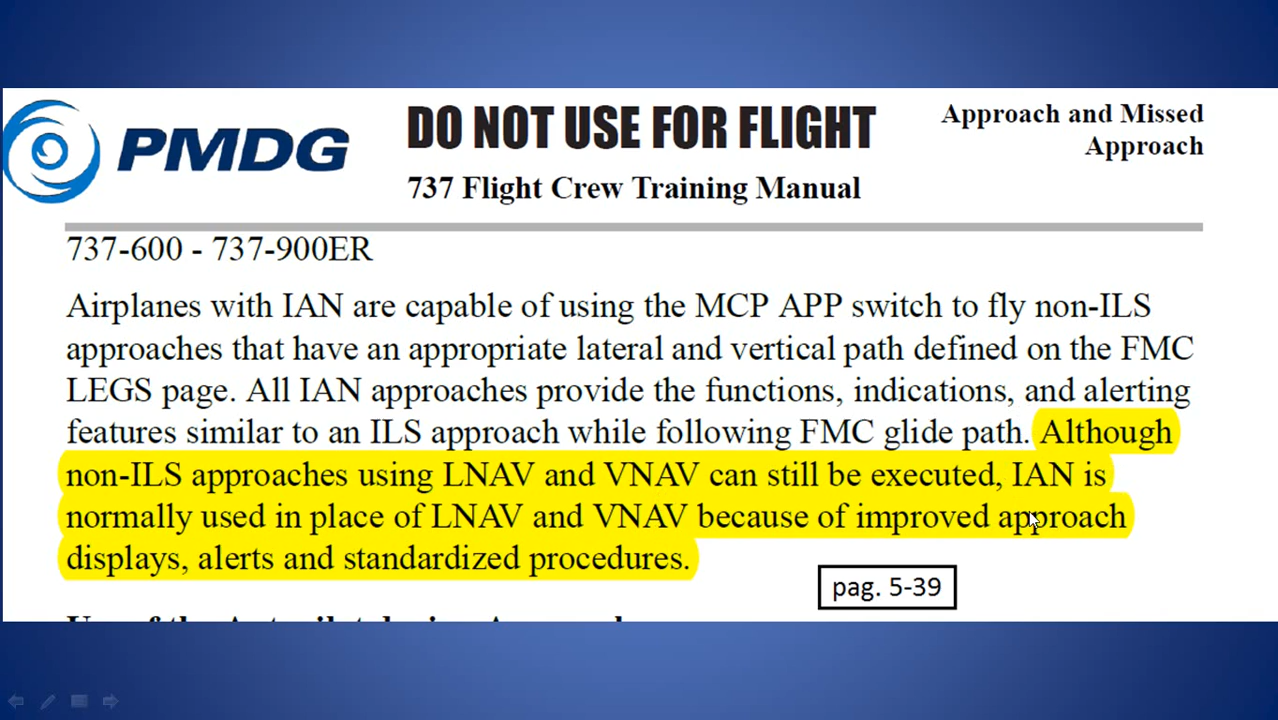 PMDG
DO NOT USE FOR FLIGHT
737 Flight Crew Training Manual
Approach and Missed
Approach
737-600 - 737-900ER
Airplanes with IAN are capable of using the MCP APP switch to fly non-ILS
approaches that have an appropriate lateral and vertical path defined on the FMC
LEGS page. All IAN approaches provide the functions, indications, and alerting
features similar to an ILS approach while following FMC glide path. Although
non-ILS approaches using LNAV and VNAV can still be executed, IAN is
normally used in place of LNAV and VNAV because of improved approach
displays, alerts and standardized procedures.
pag. 5-39